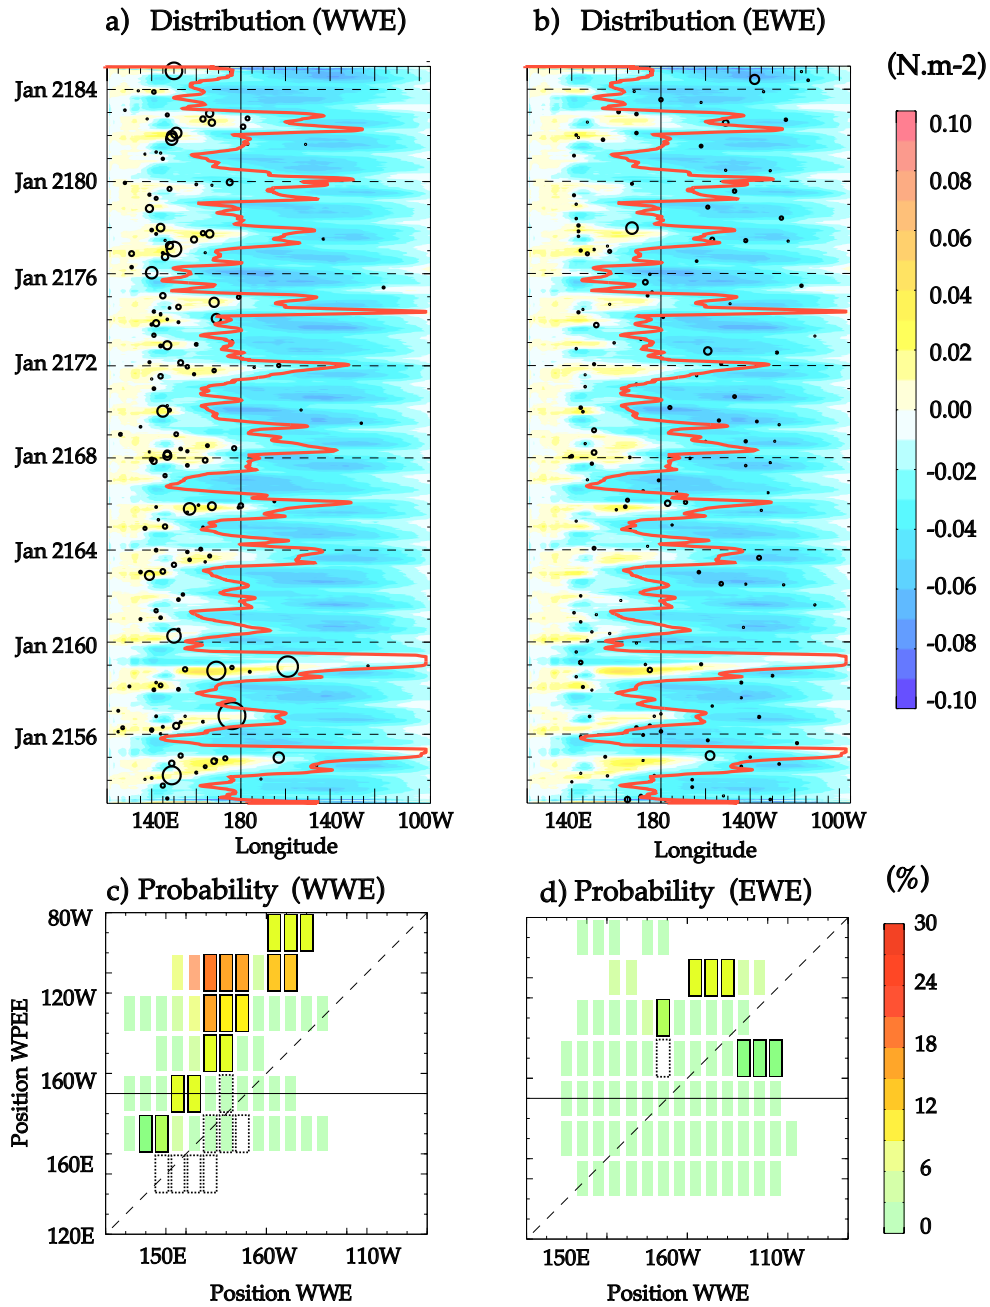 a) Distribution (WWE)
b) Distribution (EWE)
(N.m-2)
Jan 2184
Jan 2180
Jan 2176
Jan 2172
Jan 2168
Jan 2164
Jan 2160
Jan 2156
140E 180 140W 100W
Longitude
140E 180 140W 100W
Longitude
0.10
0.08
0.06
0.04
0.02
0.00
-0.02
-0.04
-0.06
-0.08
-0.10
c) Probability (WWE)
d) Probability (EWE)
(%)
Position WPEE
80W
120W
160W
160E
120E
150E 160W 110W
Position WWE
150E 160W 110W
Position WWE
30
24
18
12
6
0